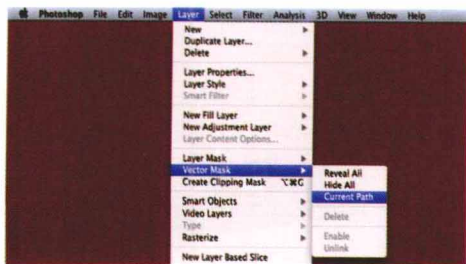 Photoshop File Edit Image Layer Select Filter Analysis 3D View Window Help
New
Duplicate Layer...
Delete
Layer Properties...
Layer Style
Smart Filter
New Fill Layer
New Adjustment Layer
Layer Content Options...
Layer Mask
Vector Mask
Create Clipping Mask ⌥⌘G
Smart Objects
Video Layers
Type
Rasterize
New Layer Based Slice
Reveal All
Hide All
Current Path
Delete
Enable
Unlink